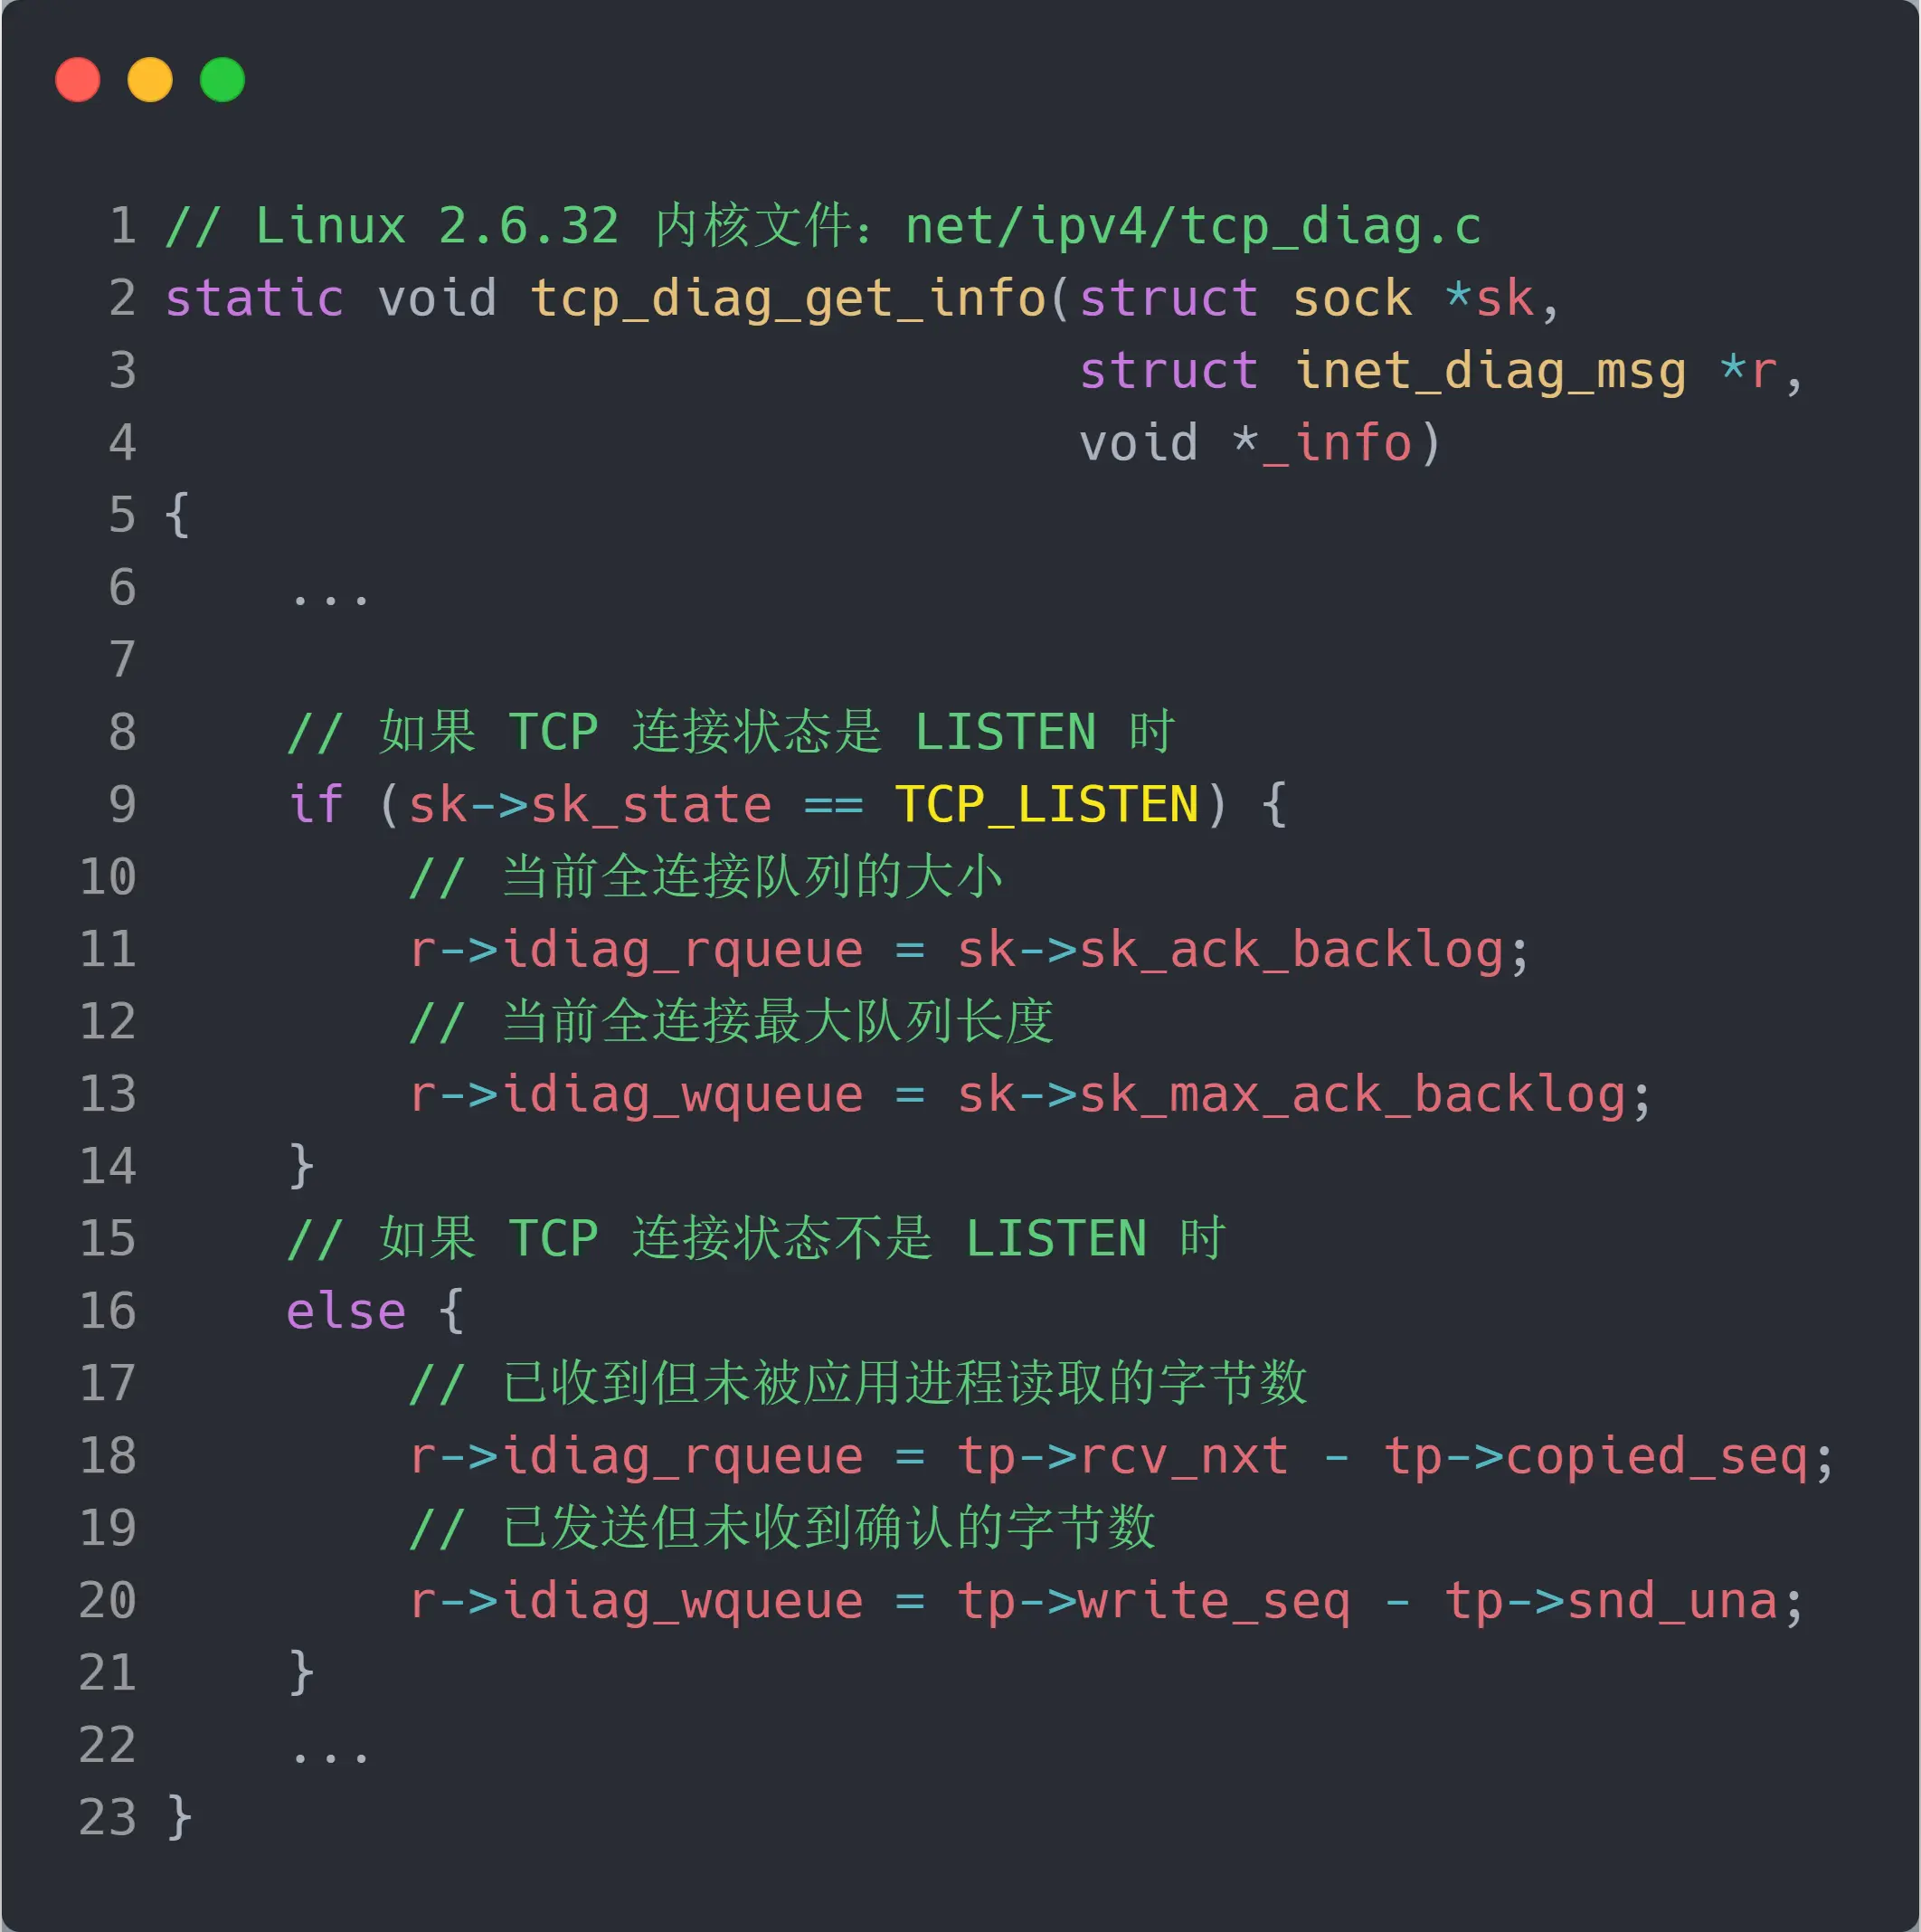 1 // Linux 2.6.32 内核文件：net/ipv4/tcp_diag.c
2 static void tcp_diag_get_info(struct sock *sk,
3                               struct inet_diag_msg *r,
4                               void *_info)
5 {
6     ...
7
8     // 如果 TCP 连接状态是 LISTEN 时
9     if (sk->sk_state == TCP_LISTEN) {
10         // 当前全连接队列的大小
11         r->idiag_rqueue = sk->sk_ack_backlog;
12         // 当前全连接最大队列长度
13         r->idiag_wqueue = sk->sk_max_ack_backlog;
14     }
15     // 如果 TCP 连接状态不是 LISTEN 时
16     else {
17         // 已收到但未被应用进程读取的字节数
18         r->idiag_rqueue = tp->rcv_nxt - tp->copied_seq;
19         // 已发送但未收到确认的字节数
20         r->idiag_wqueue = tp->write_seq - tp->snd_una;
21     }
22     ...
23 }